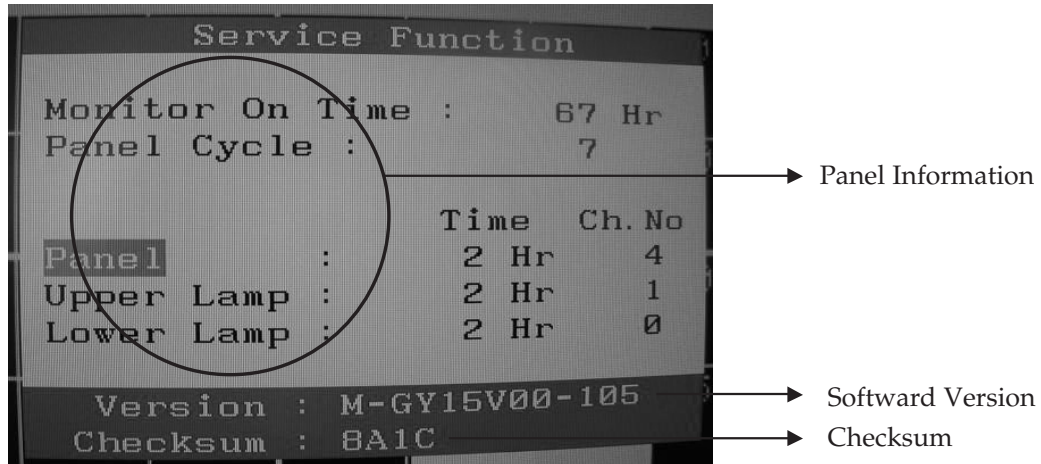 Service Function
Monitor On Time : 67 Hr
Panel Cycle : 7
Panel Information
Time Ch.No
Panel : 2 Hr 4
Upper Lamp : 2 Hr 1
Lower Lamp : 2 Hr 0
Version : M-GY15V00-105
Softward Version
Checksum : 8A1C
Checksum